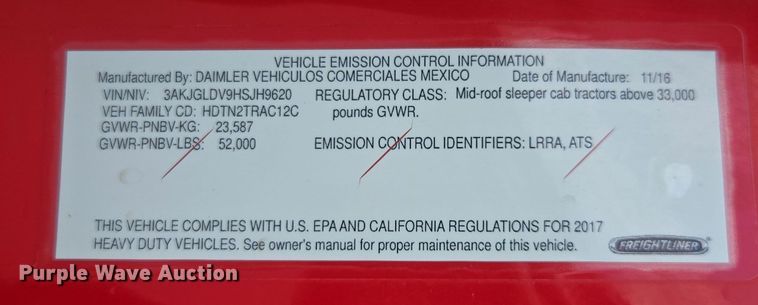 VEHICLE EMISSION CONTROL INFORMATION
Manufactured By: DAIMLER VEHICULOS COMERCIALES MEXICO Date of Manufacture: 11/16
VIN/NIV: 3AKJGLDV9HSJH9620 REGULATORY CLASS: Mid-roof sleeper cab tractors above 33,000
VEH FAMILY CD: HDTN2TRAC12C pounds GVWR.
GVWR-PNBV-KG: 23,587
GVWR-PNBV-LBS: 52,000 EMISSION CONTROL IDENTIFIERS: LRRA, ATS
THIS VEHICLE COMPLIES WITH U.S. EPA AND CALIFORNIA REGULATIONS FOR 2017
HEAVY DUTY VEHICLES. See owner's manual for proper maintenance of this vehicle. FREIGHTLINER
Purple Wave Auction